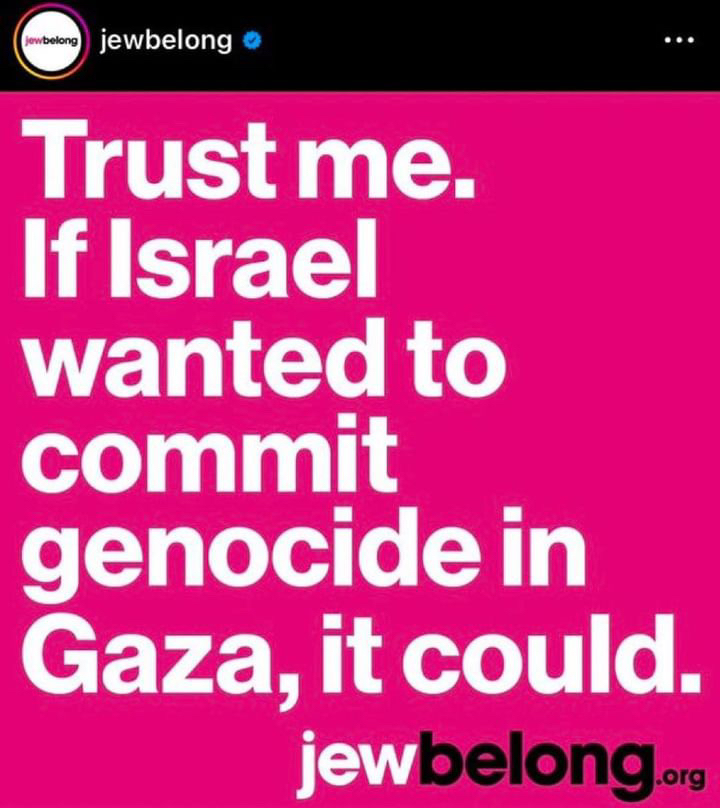 jewbelong
jewbelong
Trust me.
If Israel
wanted to
commit
genocide in
Gaza, it could.
jewbelong.org